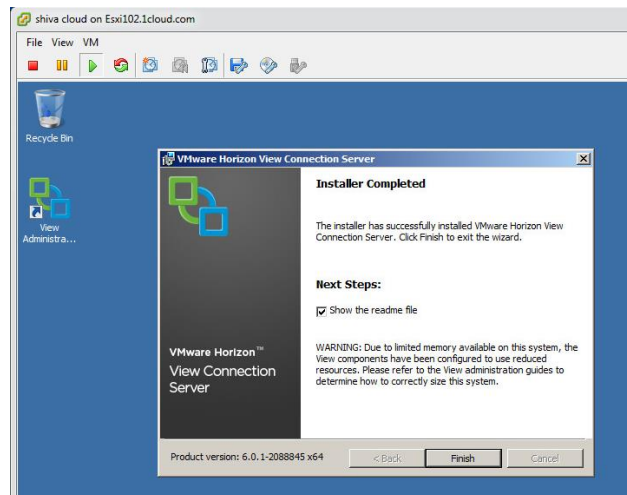 shiva cloud on Esxi102.1cloud.com
File View VM
Recycle Bin
View
Administra...
VMware Horizon View Connection Server
Installer Completed
The installer has successfully installed VMware Horizon View
Connection Server. Click Finish to exit the wizard.
Next Steps:
Show the readme file
WARNING: Due to limited memory available on this system, the
View components have been configured to use reduced
resources. Please refer to the View administration guides to
determine how to correctly size this system.
VMware Horizon™
View Connection
Server
Product version: 6.0.1-2088845 x64
< Back
Finish
Cancel